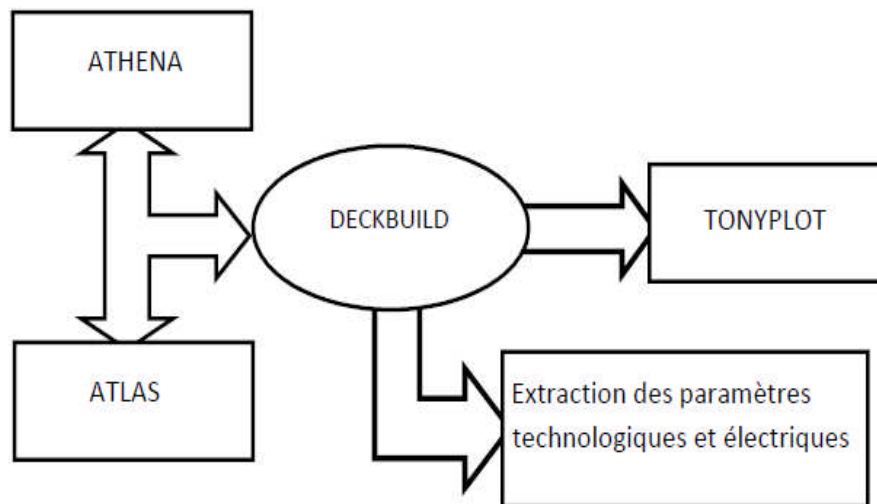 ATHENA
DECKBUILD
TONYPLOT
ATLAS
Extraction des paramètres
technologiques et électriques